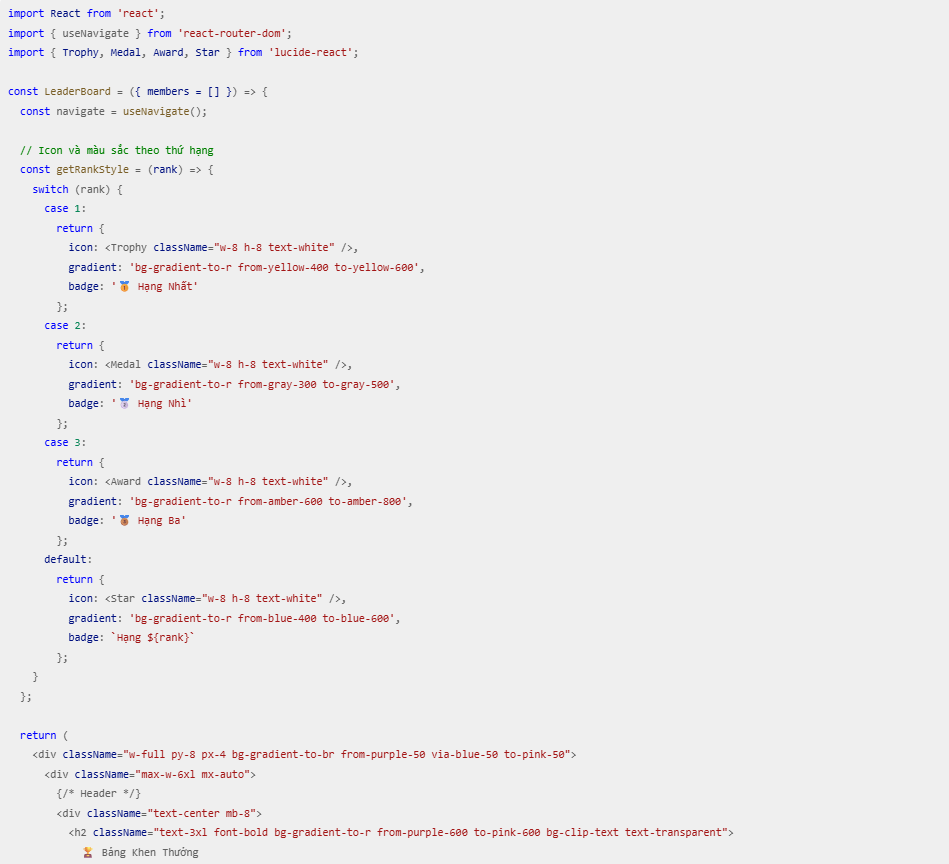 import React from 'react';
import { useNavigate } from 'react-router-dom';
import { Trophy, Medal, Award, Star } from 'lucide-react';
const LeaderBoard = ({ members = [] }) => {
const navigate = useNavigate();
// Icon và màu sắc theo thứ hạng
const getRankStyle = (rank) => {
switch (rank) {
case 1:
return {
icon: <Trophy className="w-8 h-8 text-white" />,
gradient: 'bg-gradient-to-r from-yellow-400 to-yellow-600',
badge: '🥇 Hạng Nhất'
};
case 2:
return {
icon: <Medal className="w-8 h-8 text-white" />,
gradient: 'bg-gradient-to-r from-gray-300 to-gray-500',
badge: '🥈 Hạng Nhì'
};
case 3:
return {
icon: <Award className="w-8 h-8 text-white" />,
gradient: 'bg-gradient-to-r from-amber-600 to-amber-800',
badge: '🥉 Hạng Ba'
};
default:
return {
icon: <Star className="w-8 h-8 text-white" />,
gradient: 'bg-gradient-to-r from-blue-400 to-blue-600',
badge: `Hạng ${rank}`
};
}
};
return (
<div className="w-full py-8 px-4 bg-gradient-to-br from-purple-50 via-blue-50 to-pink-50">
<div className="max-w-6xl mx-auto">
{/* Header */}
<div className="text-center mb-8">
<h2 className="text-3xl font-bold bg-gradient-to-r from-purple-600 to-pink-600 bg-clip-text text-transparent">
🏆 Bảng Khen Thưởng